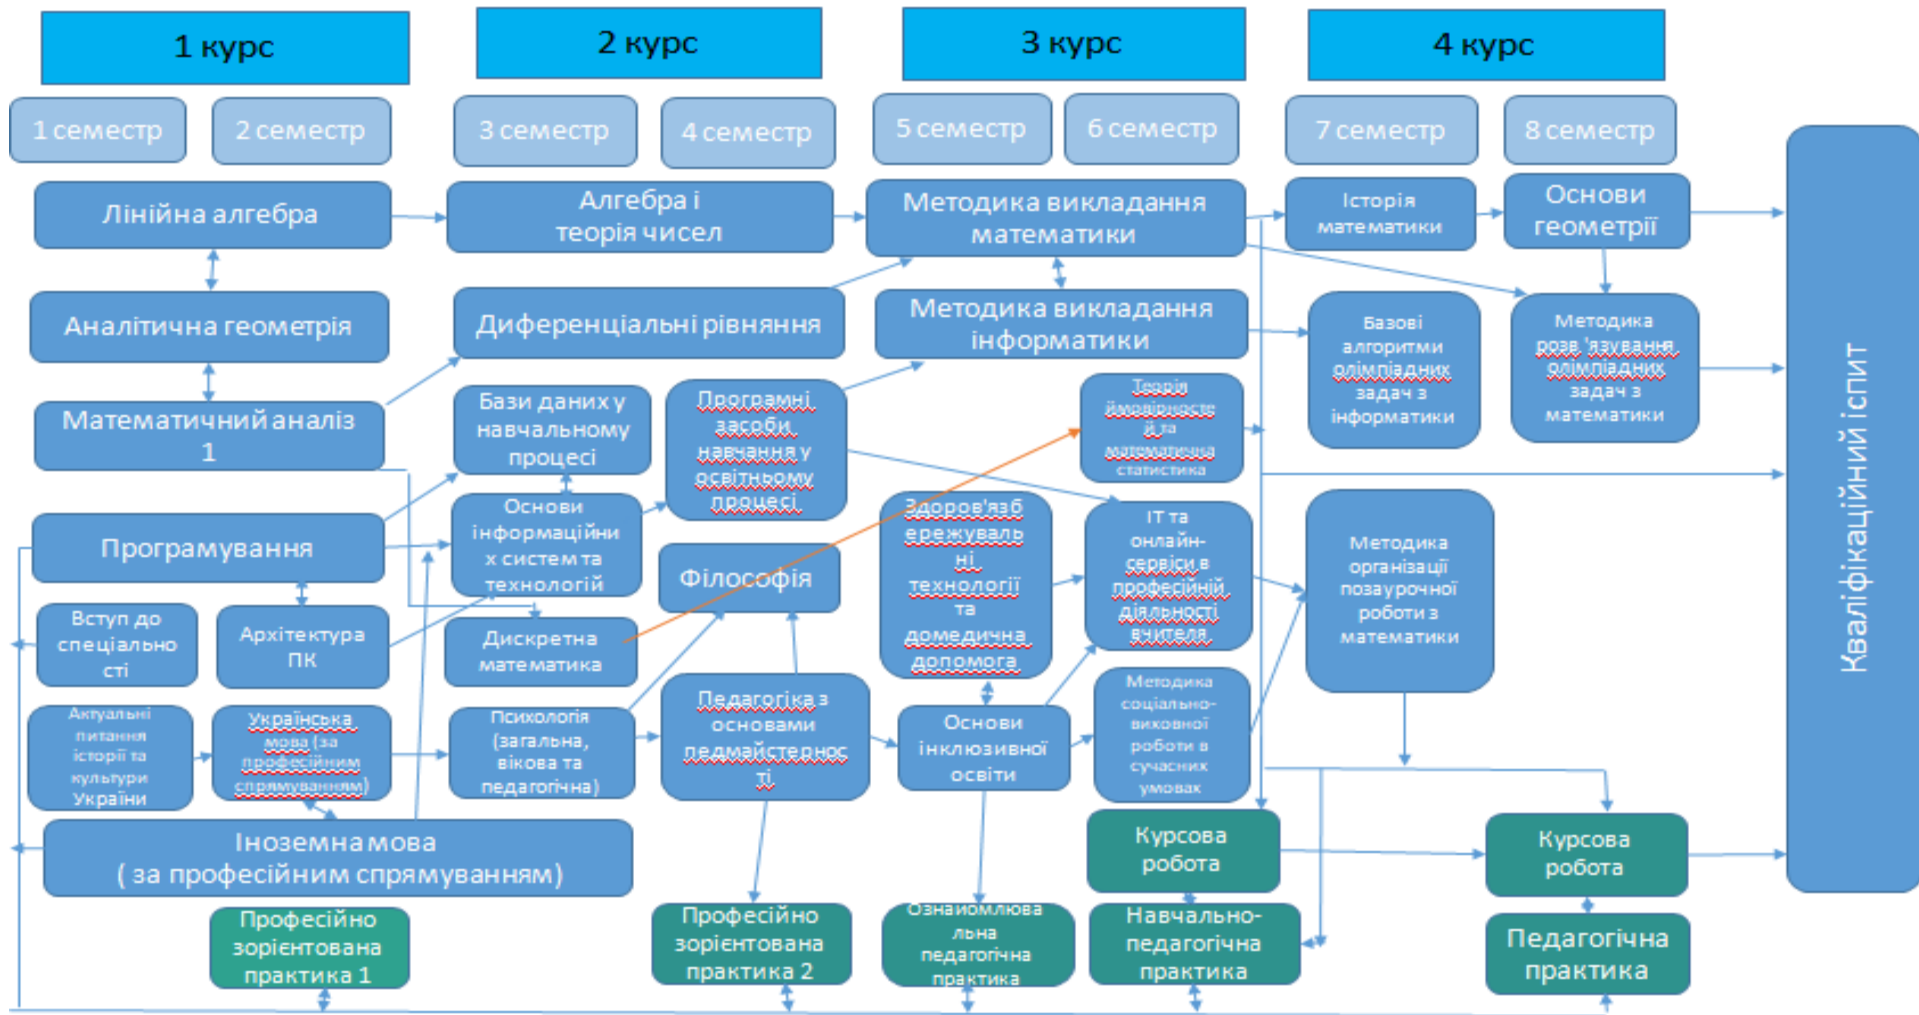 1 курс
2 курс
3 курс
4 курс
1 семестр
2 семестр
3 семестр
4 семестр
5 семестр
6 семестр
7 семестр
8 семестр
Лінійна алгебра
Алгебра і
теорія чисел
Методика викладання
математики
Історія
математики
Основи
геометрії
Аналітична геометрія
Диференціальні рівняння
Методика викладання
інформатики
Базові
алгоритми
олімпіадних
задач з
інформатики
Методика
розв 'язування
олімпіадних
задач з
математики
Математичний аналіз
1
Бази даних у
навчальному
процесі
Програмні
засоби
навчання у
освітньому
процесі
Теорія
ймовірносте
й та
математична
статистика
Програмування
Основи
інформаційни
х систем та
технологій
Філософія
Здоров'язб
ережуваль
ні
технології
та
домедична
допомога
ІТ та
онлайн-
сервіси в
професійній
діяльності
вчителя
Методика
організації
позаурочної
роботи з
математики
Вступ до
спеціально
сті
Архітектура
ПК
Дискретна
математика
Актуальні
питання
історії та
культури
України
Українська
мова (за
професійним
спрямуванням)
Психологія
(загальна,
вікова та
педагогічна)
Педагогіка з
основами
педмайстернос
ті
Основи
інклюзивної
освіти
Методика
соціально-
виховної
роботи в
сучасних
умовах
Іноземна мова
( за професійним спрямуванням)
Курсова
робота
Курсова
робота
Професійно
зорієнтована
практика 1
Професійно
зорієнтована
практика 2
Ознайомлюва
льна
педагогічна
практика
Навчально-
педагогічна
практика
Педагогічна
практика
Кваліфікаційний іспит